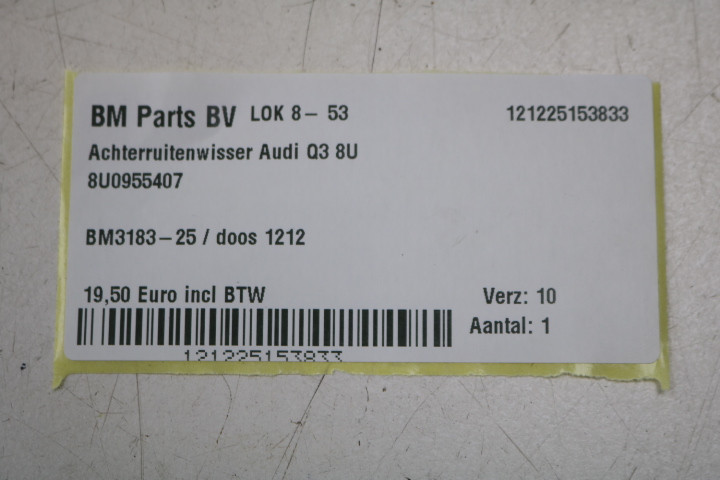 BM Parts BV LOK 8– 53 121225153833
Achterruitenwisser Audi Q3 8U
8U0955407
BM3183–25 / doos 1212
19,50 Euro incl BTW Verz: 10
Aantal: 1
121225153833